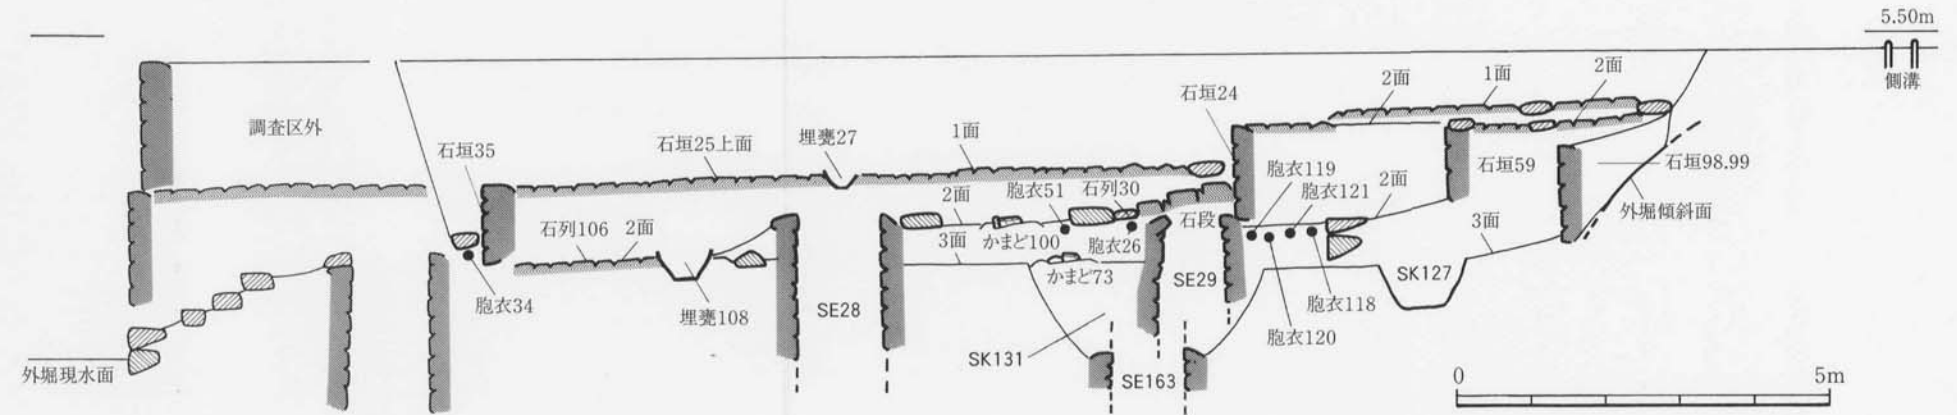 5.50m
側溝
調査区外
石垣35
石垣25上面
埋甕27
1面
石垣24
2面
1面
2面
胞衣119
胞衣121
2面
石垣59
石垣98.99
外堀傾斜面
石列106
2面
2面
胞衣51
石列30
石段
3面
かまど100
胞衣26
3面
かまど73
胞衣34
埋甕108
SE28
SE29
SK127
胞衣118
胞衣120
SK131
SE163
外堀現水面
0
5m